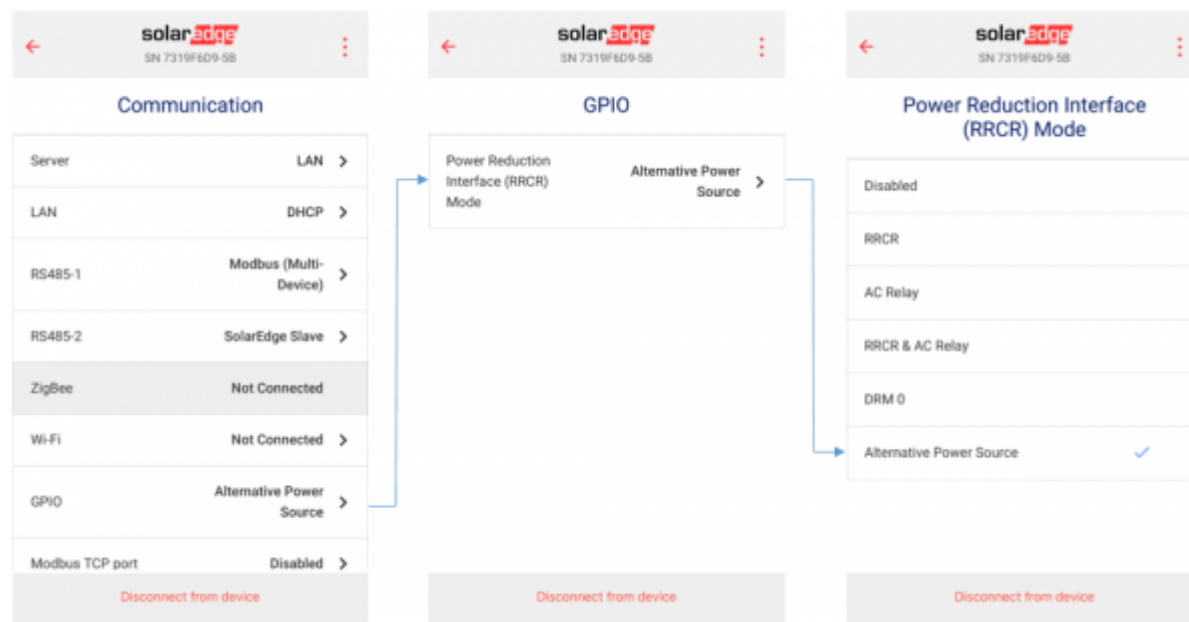 solaredge
SN 7319F6D9-5B
Communication
Server LAN
LAN DHCP
RS485-1 Modbus (Multi-
Device)
RS485-2 SolarEdge Slave
ZigBee Not Connected
Wi-Fi Not Connected
GPIO Alternative Power
Source
Modbus TCP port Disabled
Disconnect from device
solaredge
SN 7319F6D9-5B
GPIO
Power Reduction
Interface (RRCR)
Mode
Alternative Power
Source
Disconnect from device
solaredge
SN 7319F6D9-5B
Power Reduction Interface
(RRCR) Mode
Disabled
RRCR
AC Relay
RRCR & AC Relay
DRM 0
Alternative Power Source
Disconnect from device